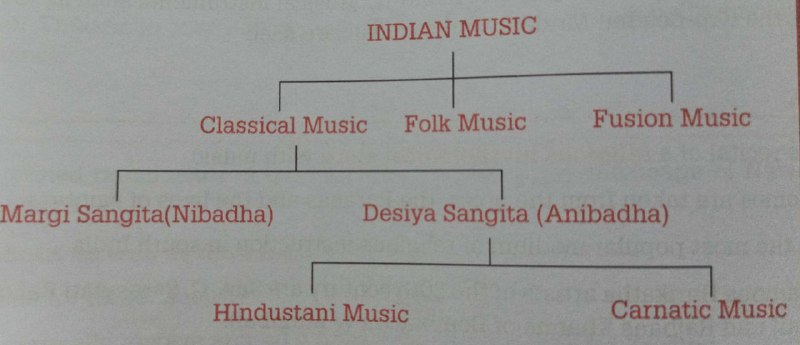 INDIAN MUSIC
Classical Music Folk Music Fusion Music
Margi Sangita(Nibadha) Desiya Sangita (Anibadha)
HIndustani Music Carnatic Music